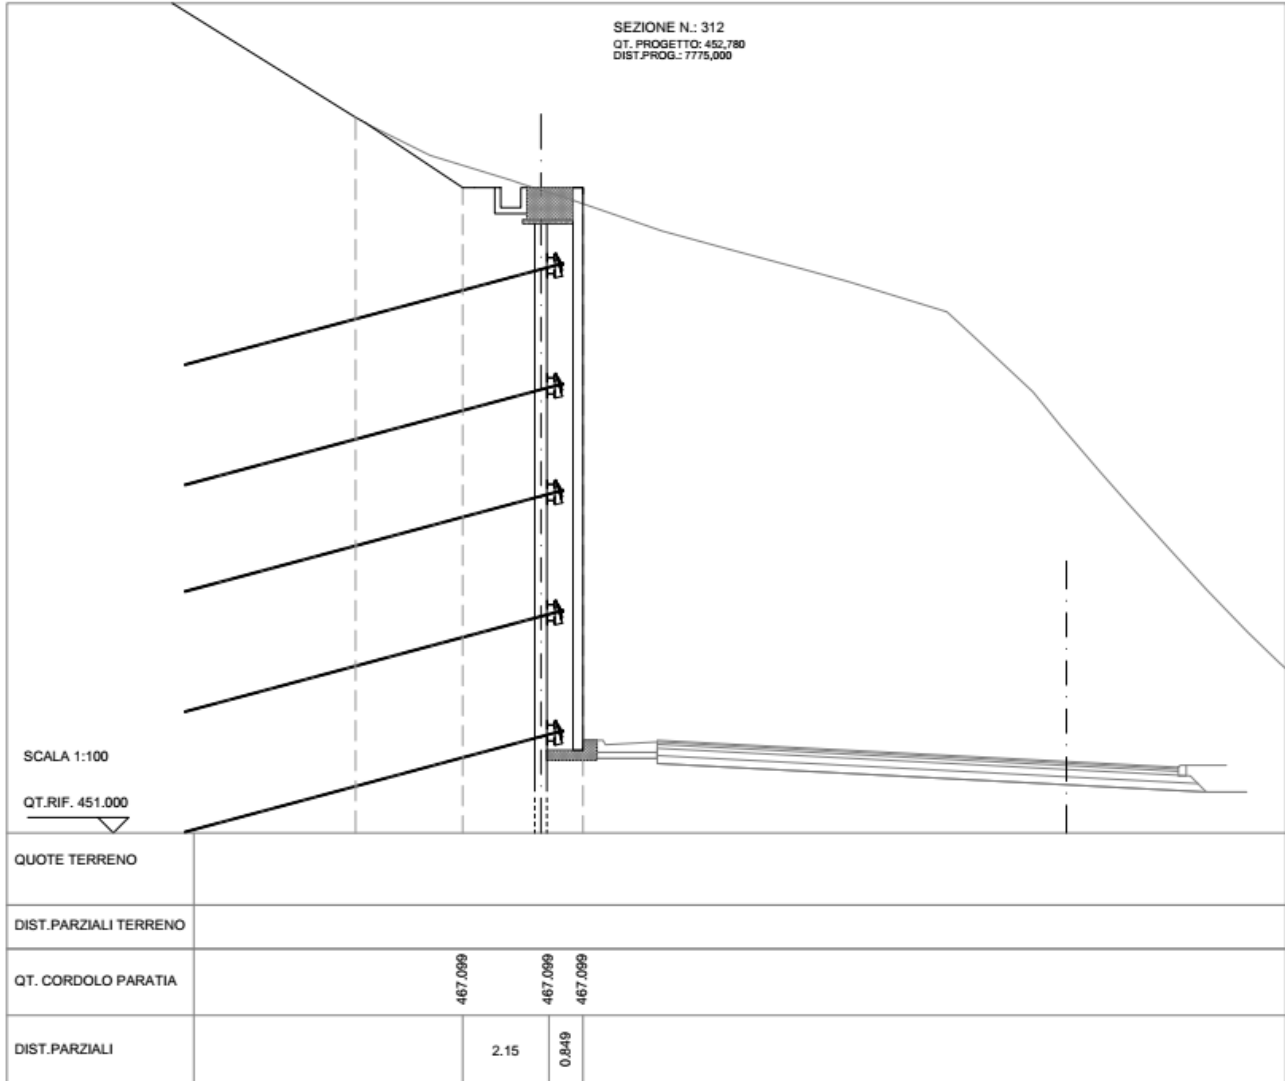 SEZIONE N.: 312
QT. PROGETTO: 452,780
DIST.PROG.: 7775,000
SCALA 1:100
QT.RIF. 451.000
QUOTE TERRENO
DIST.PARZIALI TERRENO
QT. CORDOLO PARATIA 467.099 467.099 467.099
DIST.PARZIALI 2.15 0.849